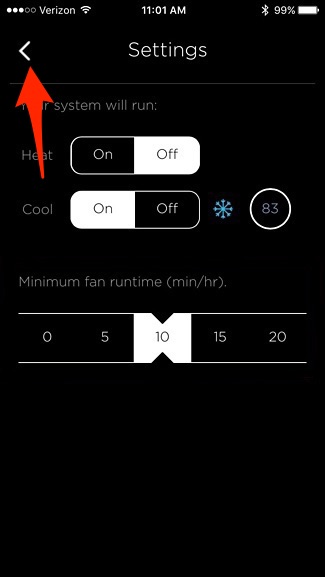 Verizon 11:01 AM 99%
Settings
system will run:
Heat On Off
Cool On Off 83
Minimum fan runtime (min/hr).
0 5 10 15 20